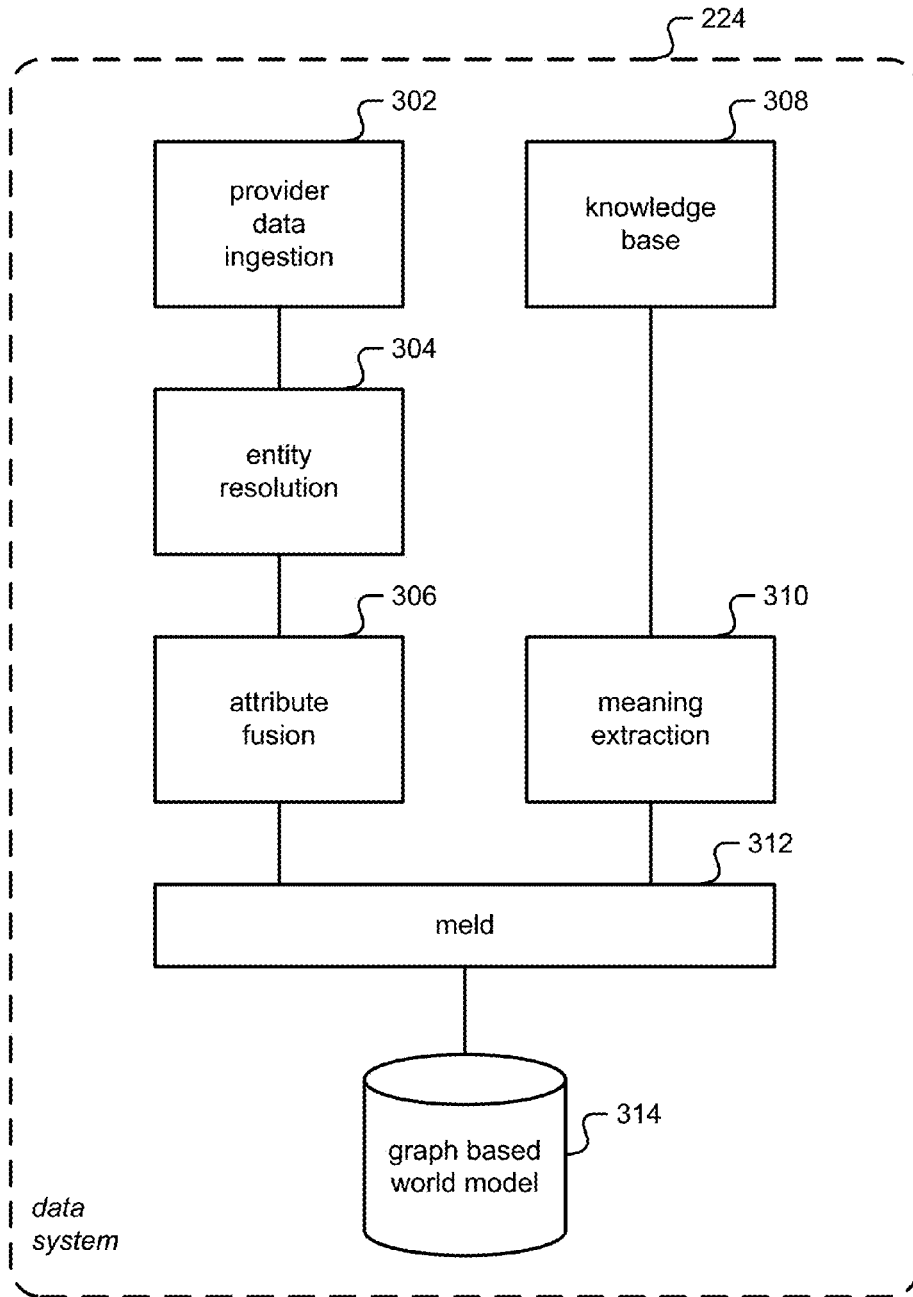 224
302
308
provider
data
ingestion
knowledge
base
304
entity
resolution
306
310
attribute
fusion
meaning
extraction
312
meld
314
graph based
world model
data
system